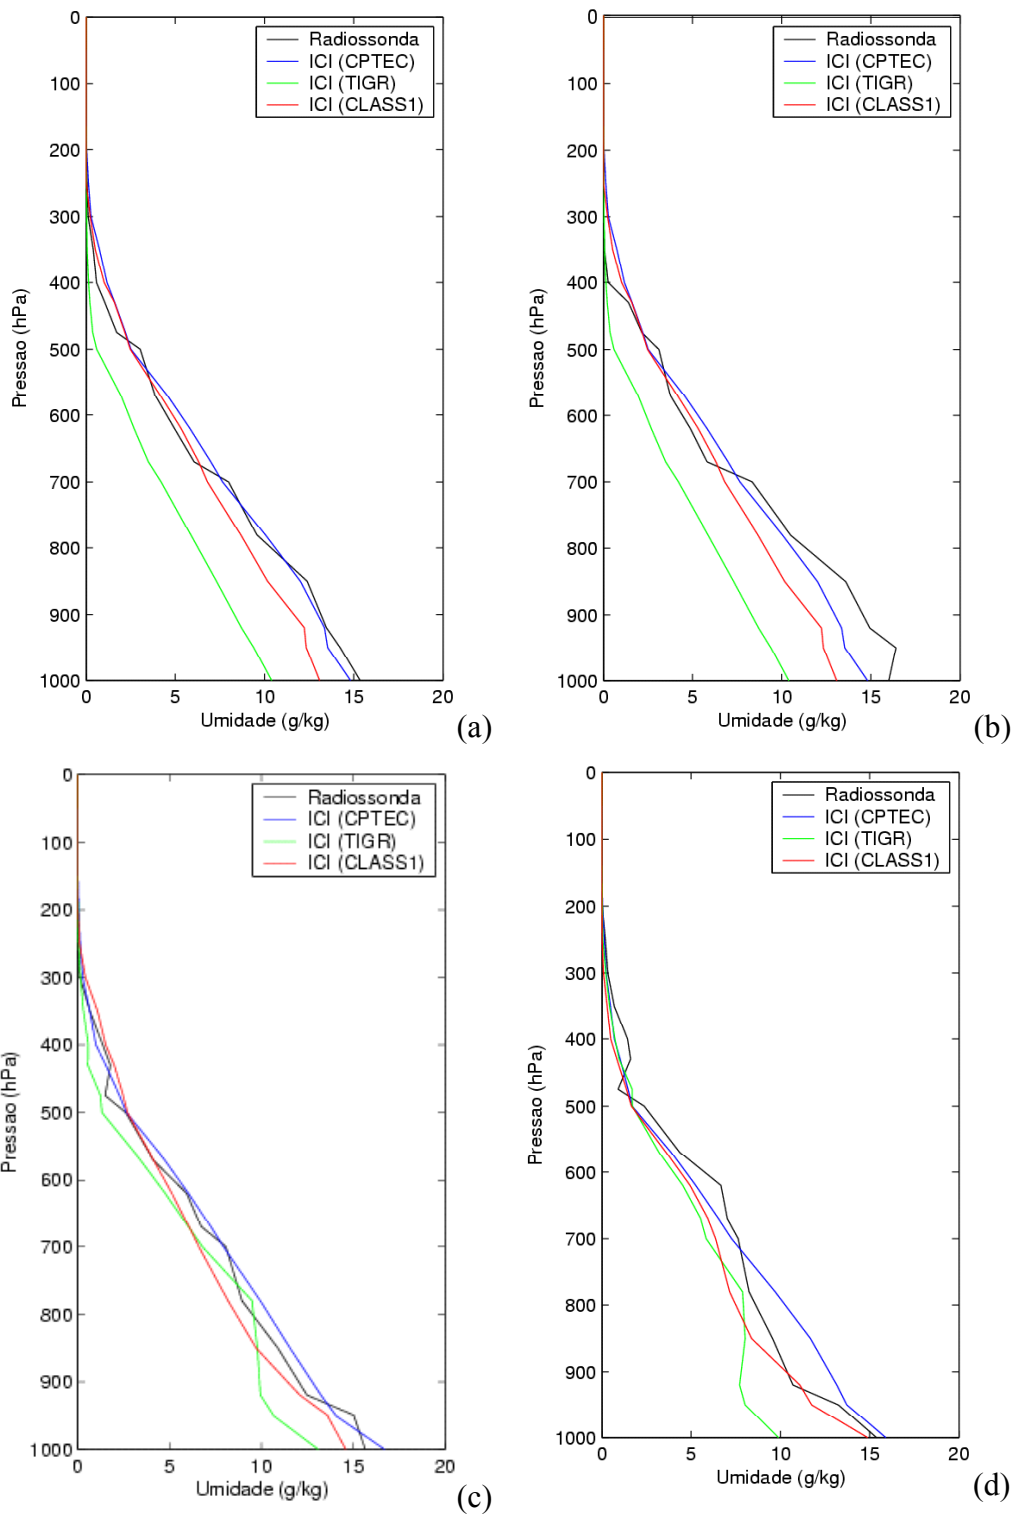 0
100
200
300
400
500
600
700
800
900
1000
Pressao (hPa)
Radiossonda
ICI (CPTEC)
ICI (TIGR)
ICI (CLASS1)
0 5 10 15 20
Umidade (g/kg)
(a)
0
100
200
300
400
500
600
700
800
900
1000
Pressao (hPa)
Radiossonda
ICI (CPTEC)
ICI (TIGR)
ICI (CLASS1)
0 5 10 15 20
Umidade (g/kg)
(b)
0
100
200
300
400
500
600
700
800
900
1000
Pressao (hPa)
Radiossonda
ICI (CPTEC)
ICI (TIGR)
ICI (CLASS1)
0 5 10 15 20
Umidade (g/kg)
(c)
0
100
200
300
400
500
600
700
800
900
1000
Pressao (hPa)
Radiossonda
ICI (CPTEC)
ICI (TIGR)
ICI (CLASS1)
0 5 10 15 20
Umidade (g/kg)
(d)